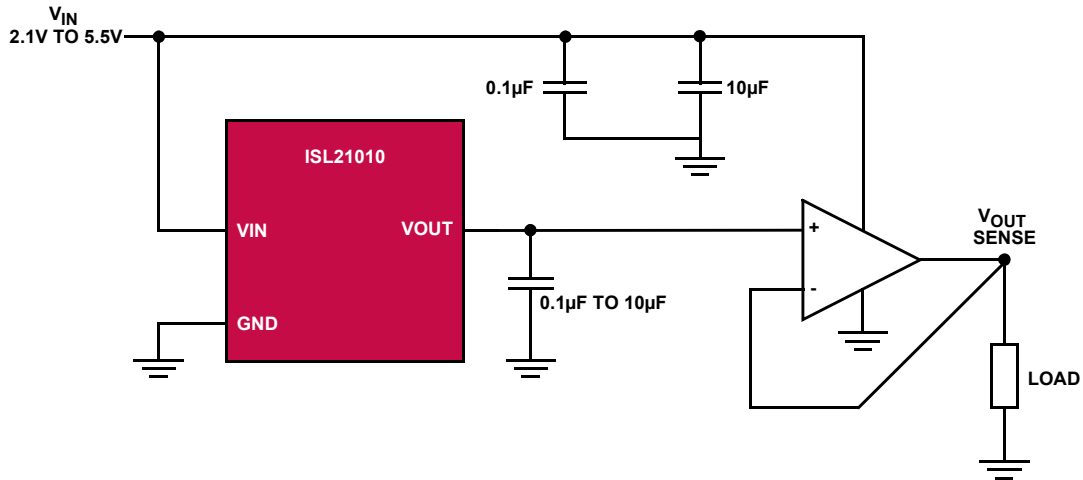 VIN
2.1V TO 5.5V
0.1µF
10µF
ISL21010
VIN
VOUT
GND
0.1µF TO 10µF
+
-
VOUT
SENSE
LOAD